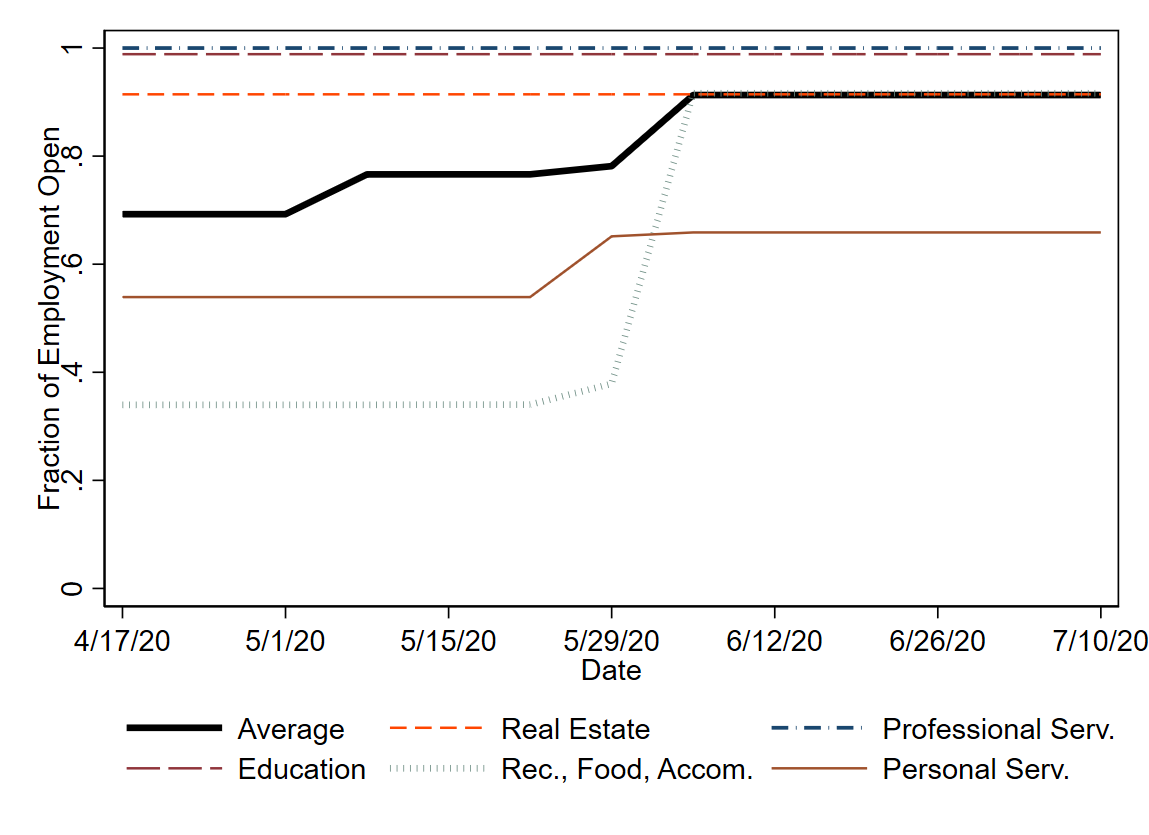 Fraction of Employment Open
1
.8
.6
.4
.2
0
4/17/20 5/1/20 5/15/20 5/29/20 6/12/20 6/26/20 7/10/20
Date
Average Real Estate Professional Serv.
Education Rec., Food, Accom. Personal Serv.